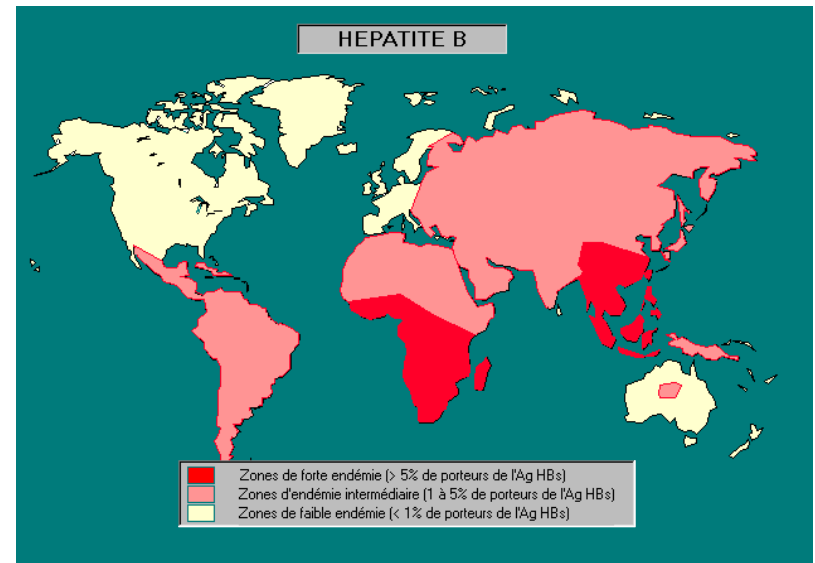 HEPATITE B
Zones de forte endémie (> 5% de porteurs de l'Ag HBs)
Zones d'endémie intermédiaire (1 à 5% de porteurs de l'Ag HBs)
Zones de faible endémie (< 1% de porteurs de l'Ag HBs)